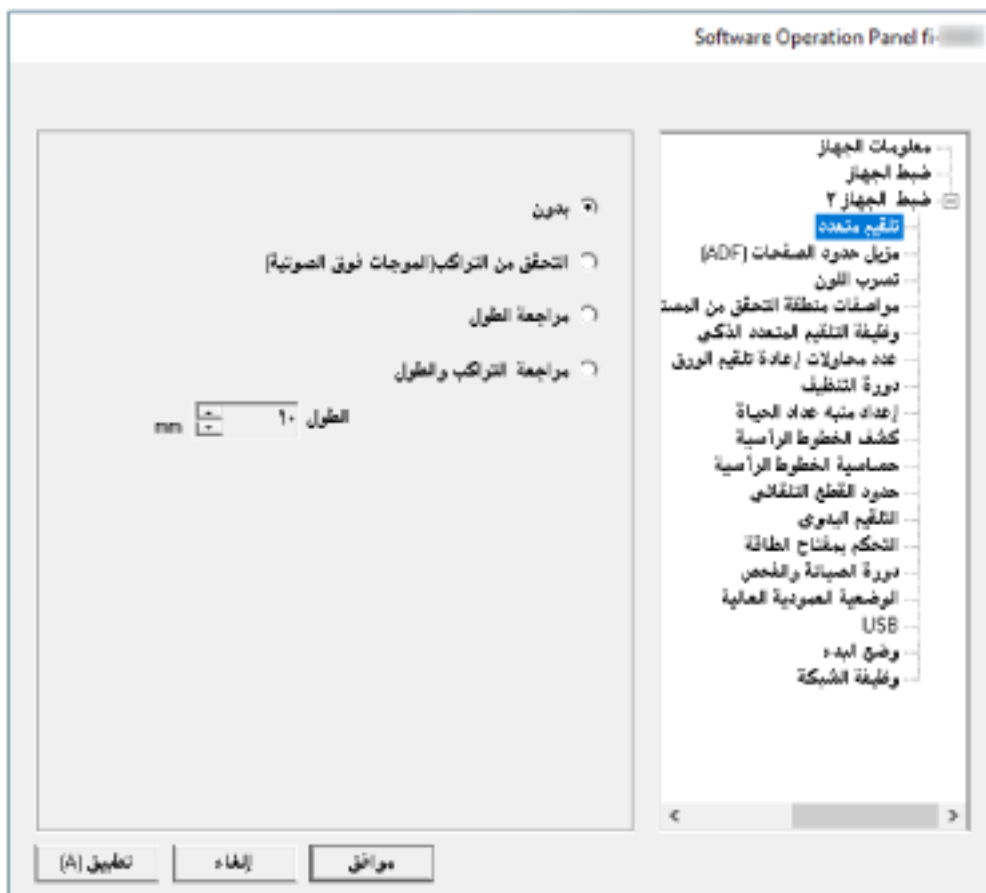 Software Operation Panel fi-
معلومات الجهاز
ضبط الجهاز
ضبط الجهاز ٢
تلقيم متعدد
مزيل حدود الصفحات (ADF)
تسرب اللون
مواصفات منطقة التحقق من المست
وظيفة التلقيم المتعدد الذكي
عدد محاولات إعادة تلقيم الورق
دورة التنظيف
إعداد منبه عداد الحياة
كشف الخطوط الرأسية
حساسية الخطوط الرأسية
حدود القطع التلقائي
التلقيم اليدوي
التحكم بمفتاح الطاقة
دورة الصيانة والفحص
الوضعية العمودية العالية
USB
وضع البدء
وظيفة الشبكة
بدون
التحقق من التراكب(الموجات فوق الصوتية)
مراجعة الطول
مراجعة التراكب والطول
الطول ١٠ mm
موافق
إلغاء
تطبيق (A)